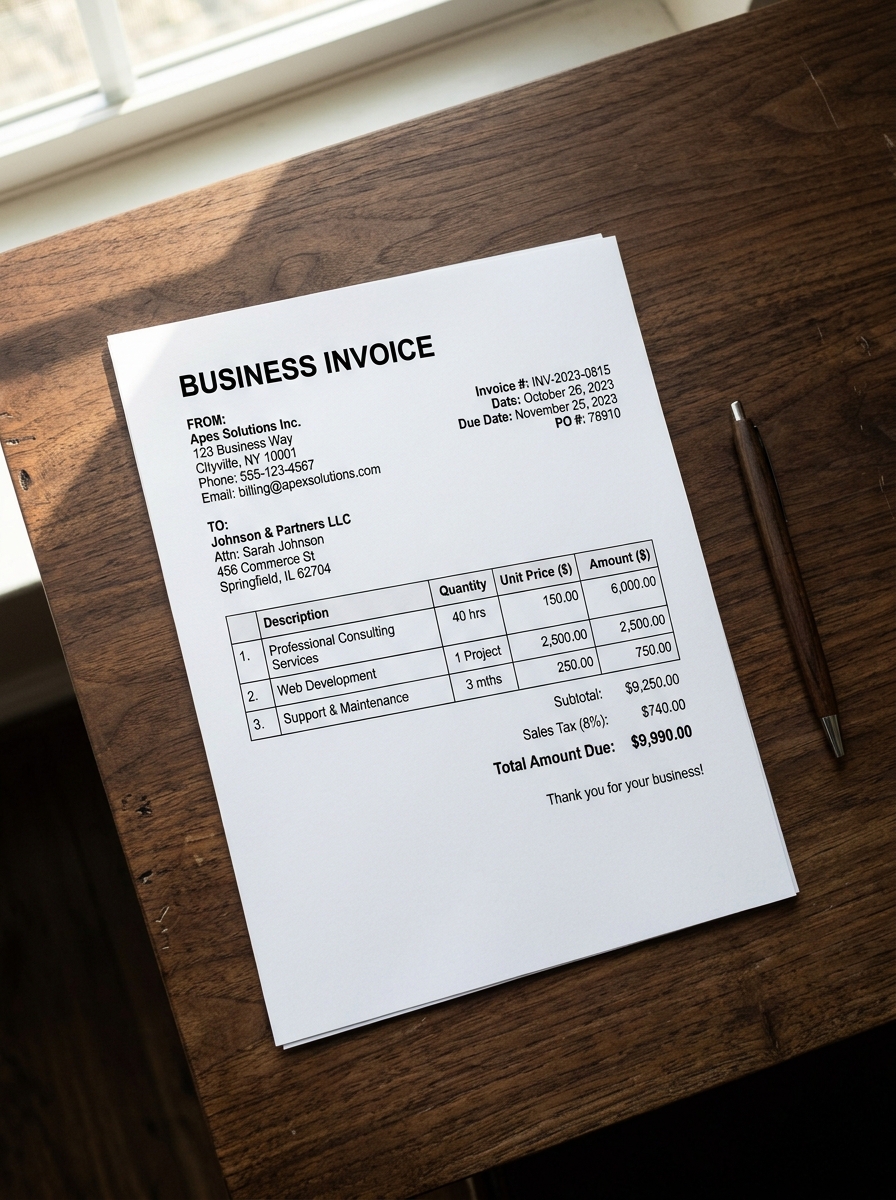 BUSINESS INVOICE
Invoice #: INV-2023-0815
Dats: October 26, 2023
Due Date: November 25, 2023
PO #: 78910
FROM:
Apes Solutions Inc.
123 Business Way
Cllyville, NY 10001
Phone: 555-123-4567
Email: billing@apexsolutions.com
TO:
Johnson & Partners LLC
Attn: Sarah Johnson
456 Commerce St
Springfield, IL 62704
Description Quantity Unit Price ($) Amount ($)
1. Professional Consulting 40 hrs 150.00 6,000.00
Services
2. Web Development 1 Project 2,500.00 2,500.00
3. Support & Maintenance 3 mths 250.00 750.00
Subtotal: $9,250.00
Sales Tax (8%): $740.00
Total Amount Due: $9,990.00
Thank you for your business!